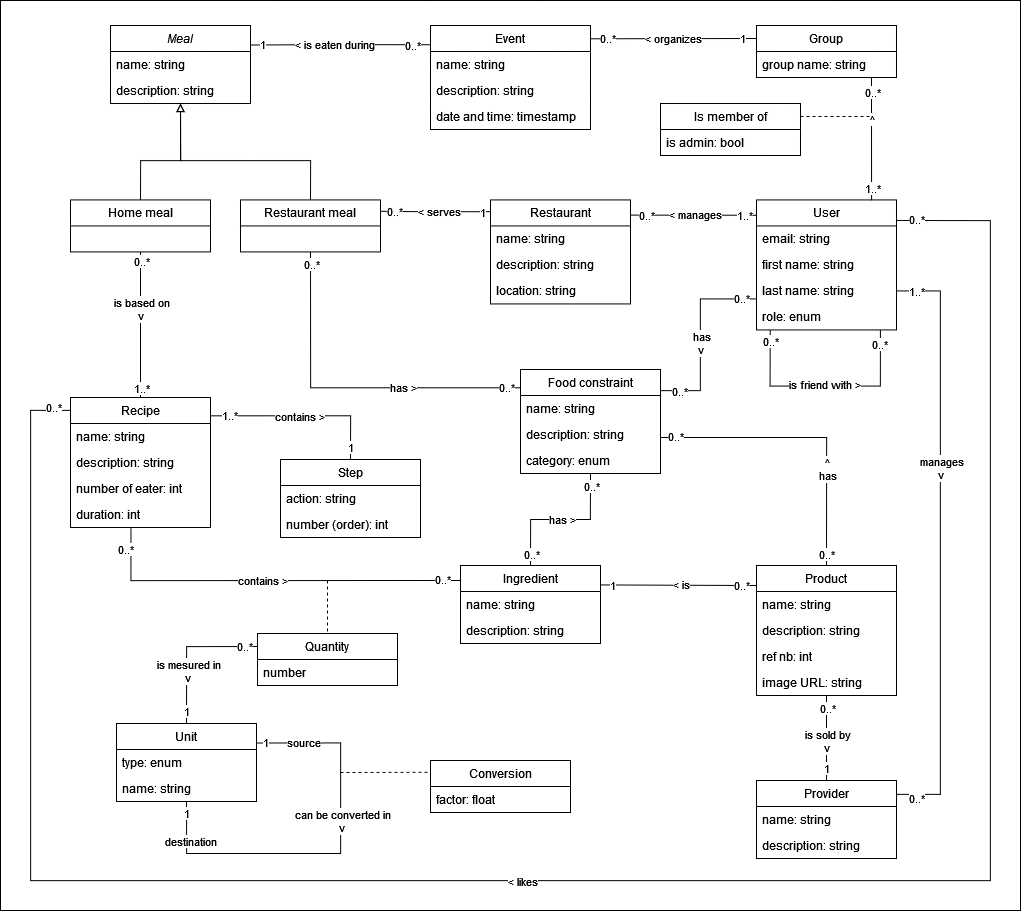 Meal
name: string
description: string
1
< is eaten during
0..*
Event
name: string
description: string
date and time: timestamp
0..*
< organizes
1
Group
group name: string
0..*
^
1..*
Is member of
is admin: bool
Home meal
Restaurant meal
0..*
< serves
1
Restaurant
name: string
description: string
location: string
0..*
< manages
1..*
User
email: string
first name: string
last name: string
role: enum
0..*
1..*
0..*
0..*
0..*
is friend with >
0..*
is based on
v
1..*
0..*
has >
0..*
has
v
0..*
Food constraint
name: string
description: string
category: enum
0..*
0..*
Recipe
name: string
description: string
number of eater: int
duration: int
1..*
contains >
1
Step
action: string
number (order): int
manages
v
^
has
0..*
0..*
has >
0..*
0..*
contains >
0..*
Ingredient
name: string
description: string
1
< is
0..*
Product
name: string
description: string
ref nb: int
image URL: string
Quantity
number
0..*
is mesured in
v
1
0..*
is sold by
v
1
Unit
type: enum
name: string
1
source
1
destination
can be converted in
v
Conversion
factor: float
Provider
name: string
description: string
0..*
< likes